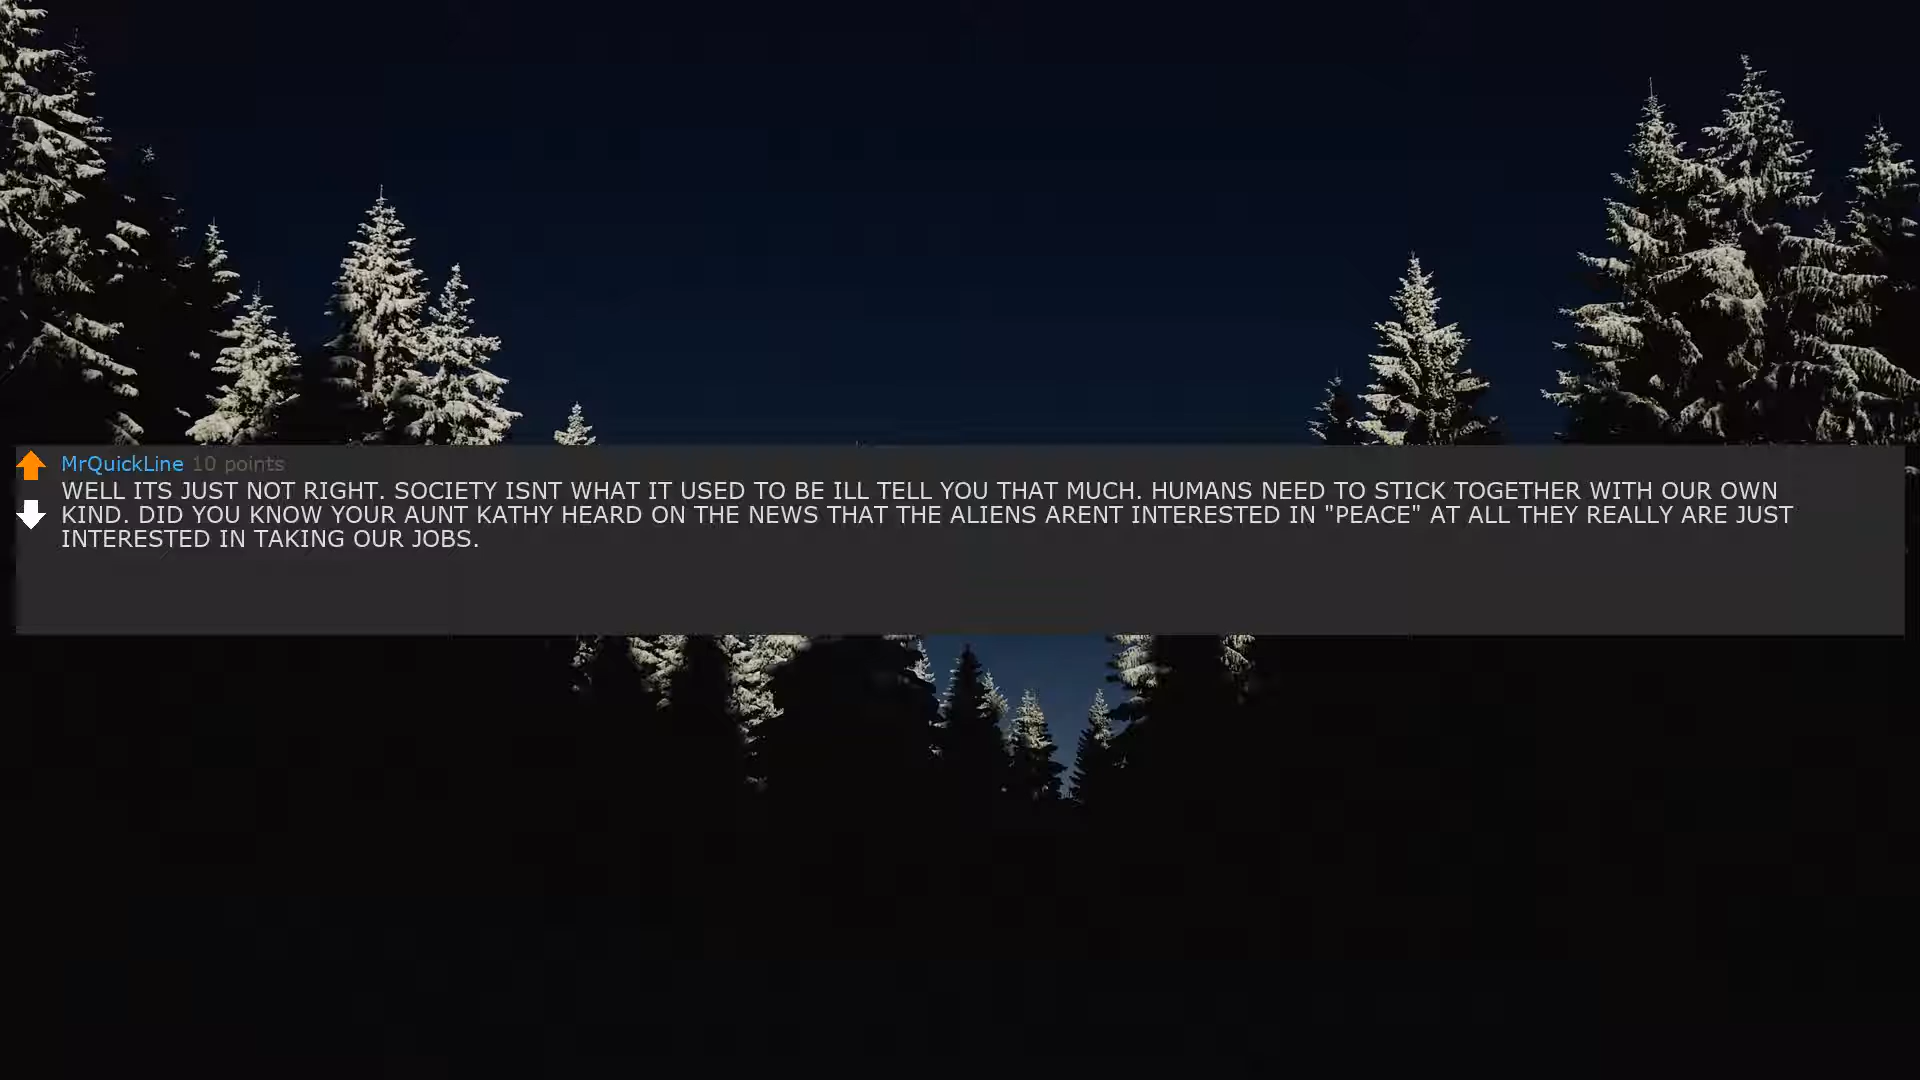 MrQuickLine 10 points
WELL ITS JUST NOT RIGHT. SOCIETY ISNT WHAT IT USED TO BE ILL TELL YOU THAT MUCH. HUMANS NEED TO STICK TOGETHER WITH OUR OWN
KIND. DID YOU KNOW YOUR AUNT KATHY HEARD ON THE NEWS THAT THE ALIENS ARENT INTERESTED IN "PEACE" AT ALL THEY REALLY ARE JUST
INTERESTED IN TAKING OUR JOBS.